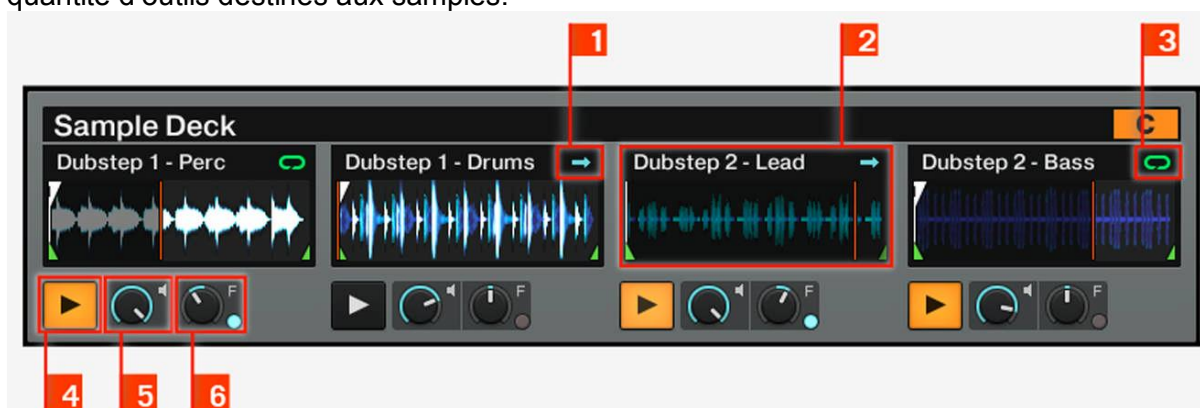 quantité d'outils destinés aux samples.
1 2 3
Sample Deck C
Dubstep 1 - Perc Dubstep 1 - Drums Dubstep 2 - Lead Dubstep 2 - Bass
F F F F
4 5 6